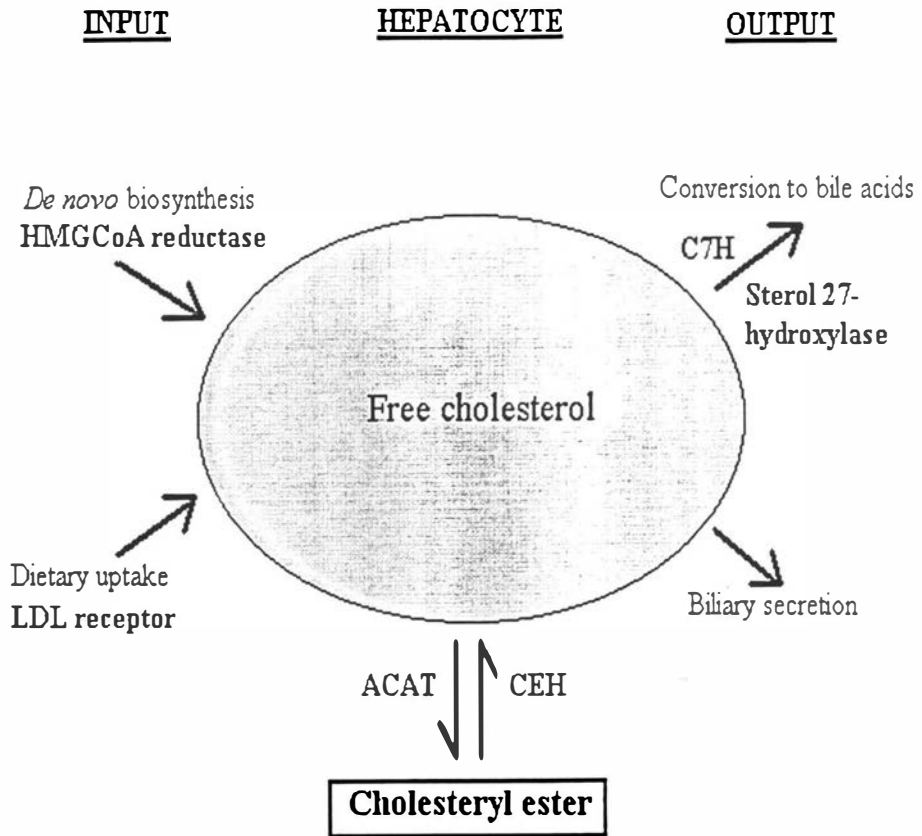 INPUT
HEPATOCYTE
OUTPUT
De novo biosynthesis
HMGCoA reductase
Conversion to bile acids
C7H
Sterol 27-
hydroxylase
Free cholesterol
Dietary uptake
LDL receptor
Biliary secretion
ACAT
CEH
Cholesteryl ester